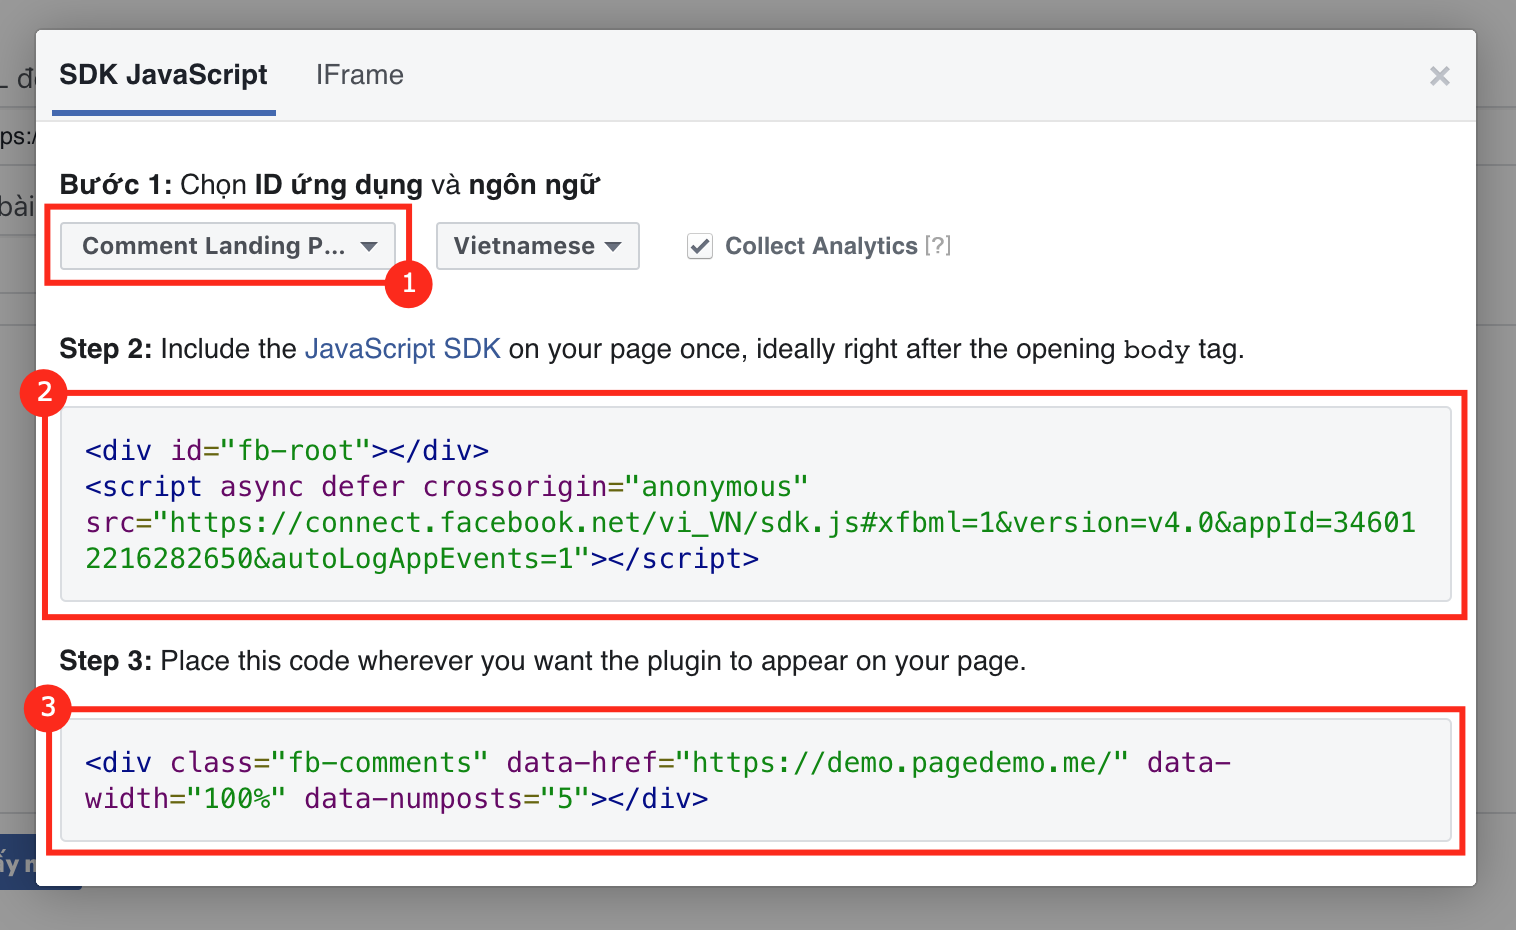 SDK JavaScript IFrame ×
ps:/
bài
Bước 1: Chọn ID ứng dụng và ngôn ngữ
Comment Landing P... Vietnamese Collect Analytics [?]
1
Step 2: Include the JavaScript SDK on your page once, ideally right after the opening body tag.
2
<div id="fb-root"></div>
<script async defer crossorigin="anonymous"
src="https://connect.facebook.net/vi_VN/sdk.js#xfbml=1&version=v4.0&appId=34601
2216282650&autoLogAppEvents=1"></script>
Step 3: Place this code wherever you want the plugin to appear on your page.
3
<div class="fb-comments" data-href="https://demo.pagedemo.me/" data-
width="100%" data-numposts="5"></div>